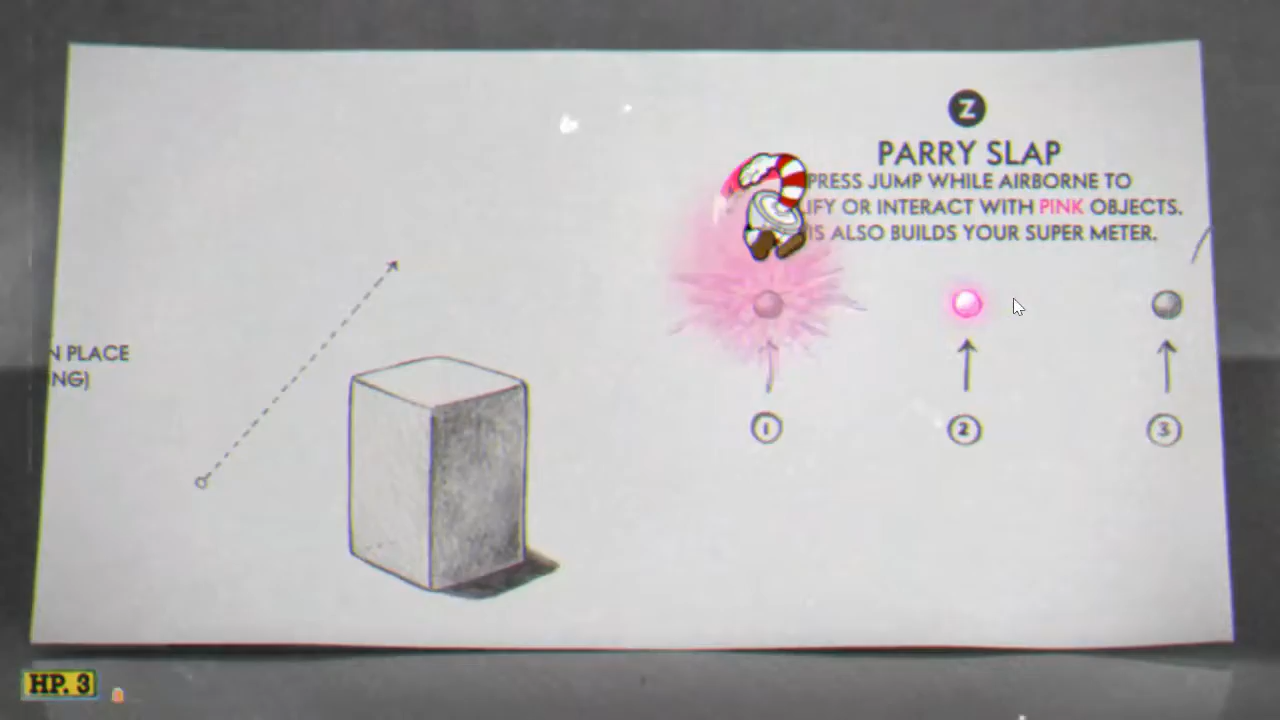 Z
PARRY SLAP
PRESS JUMP WHILE AIRBORNE TO
IFY OR INTERACT WITH PINK OBJECTS.
IS ALSO BUILDS YOUR SUPER METER.
N PLACE
NG)
1
2
3
HP. 3